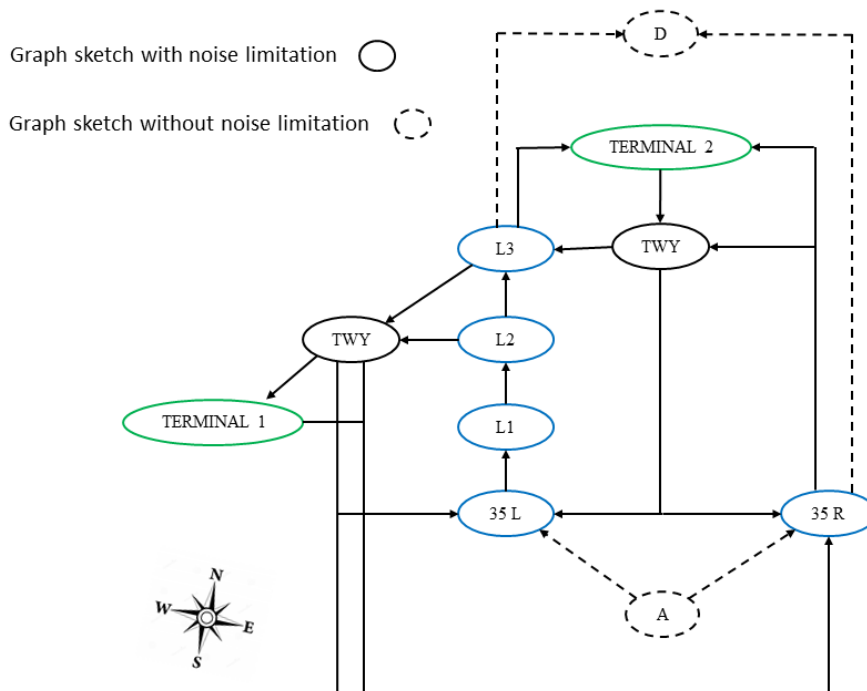 D
Graph sketch with noise limitation
Graph sketch without noise limitation
TERMINAL 2
L3
TWY
TWY
L2
TERMINAL 1
L1
35 L
35 R
N
W
E
S
A